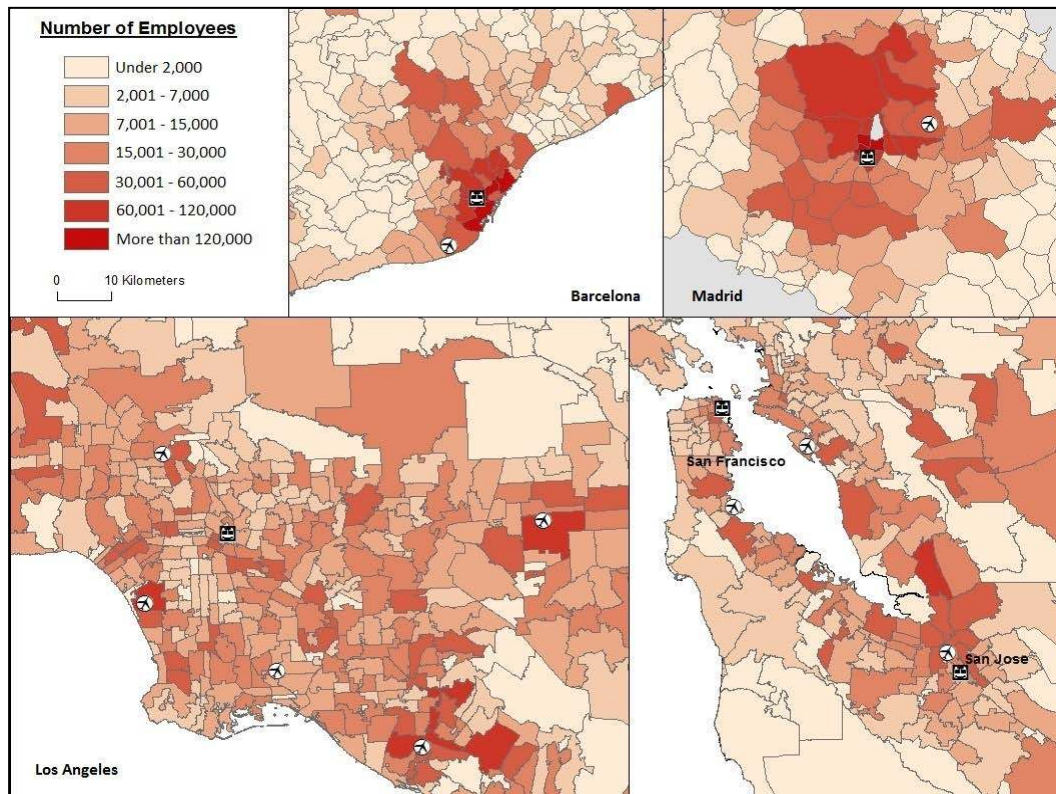 Number of Employees
Under 2,000
2,001 - 7,000
7,001 - 15,000
15,001 - 30,000
30,001 - 60,000
60,001 - 120,000
More than 120,000
0 10 Kilometers
Barcelona
Madrid
San Francisco
San Jose
Los Angeles